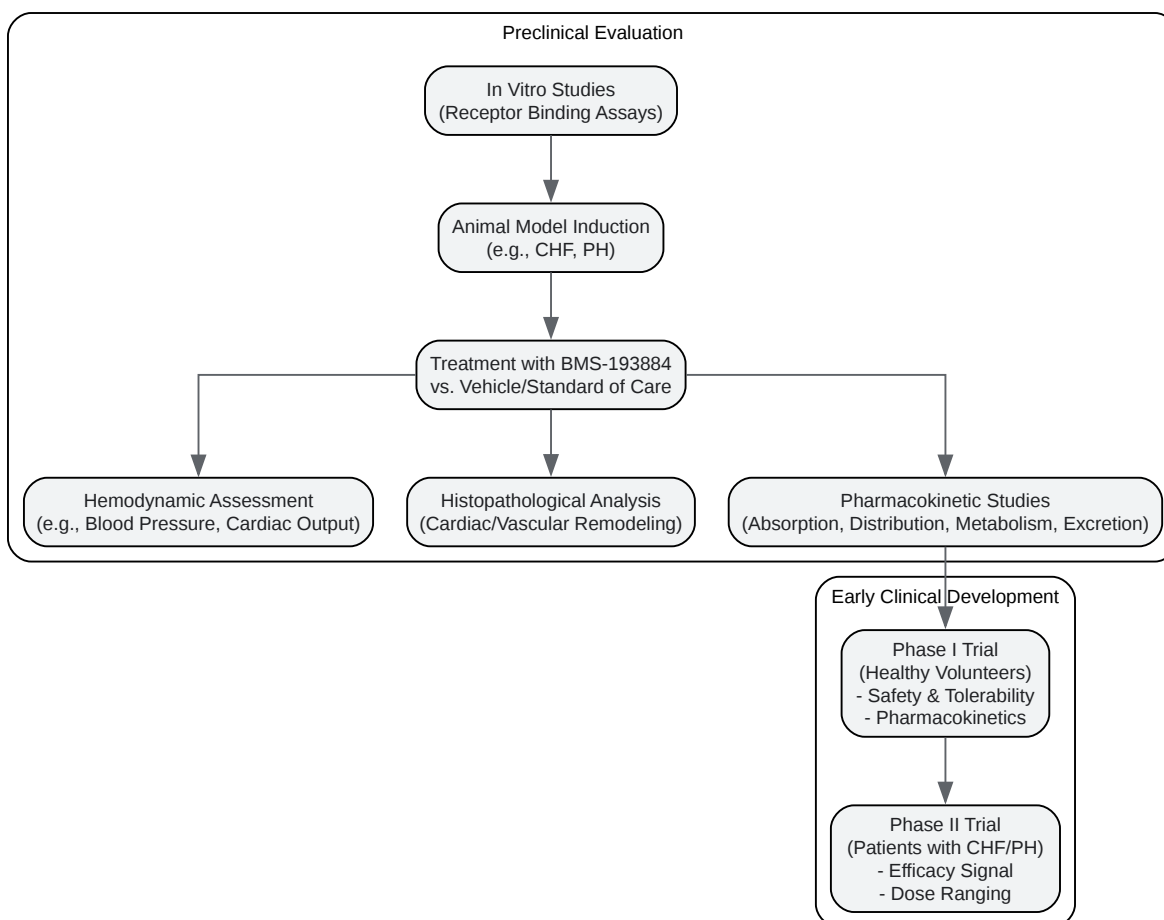 Preclinical Evaluation
In Vitro Studies
(Receptor Binding Assays)
Animal Model Induction
(e.g., CHF, PH)
Treatment with BMS-193884
vs. Vehicle/Standard of Care
Hemodynamic Assessment
(e.g., Blood Pressure, Cardiac Output)
Histopathological Analysis
(Cardiac/Vascular Remodeling)
Pharmacokinetic Studies
(Absorption, Distribution, Metabolism, Excretion)
Early Clinical Development
Phase I Trial
(Healthy Volunteers)
- Safety & Tolerability
- Pharmacokinetics
Phase II Trial
(Patients with CHF/PH)
- Efficacy Signal
- Dose Ranging